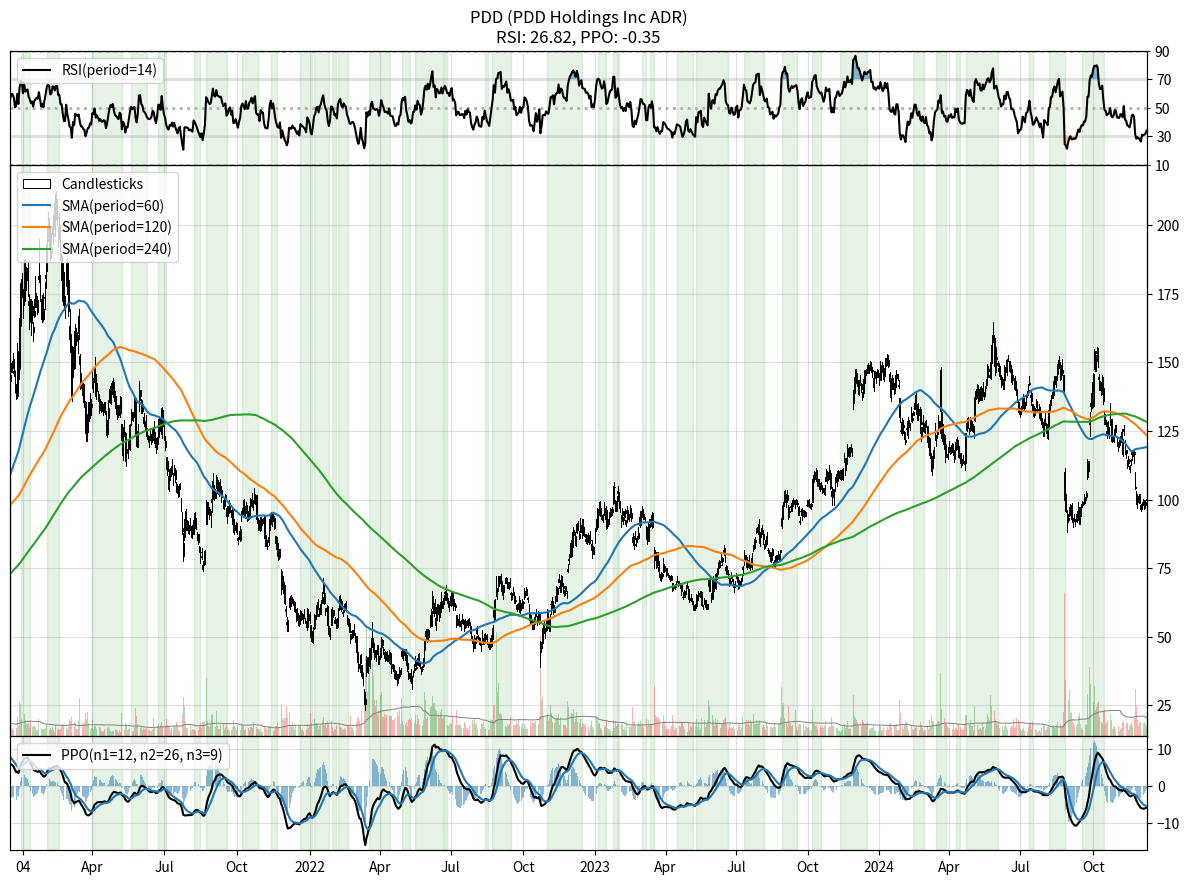 PDD (PDD Holdings Inc ADR)
RSI: 26.82, PPO: -0.35
RSI(period=14)
90
70
50
30
10
Candlesticks
SMA(period=60)
SMA(period=120)
SMA(period=240)
200
175
150
125
100
75
50
25
PPO(n1=12, n2=26, n3=9)
10
0
−10
04 Apr Jul Oct 2022 Apr Jul Oct 2023 Apr Jul Oct 2024 Apr Jul Oct